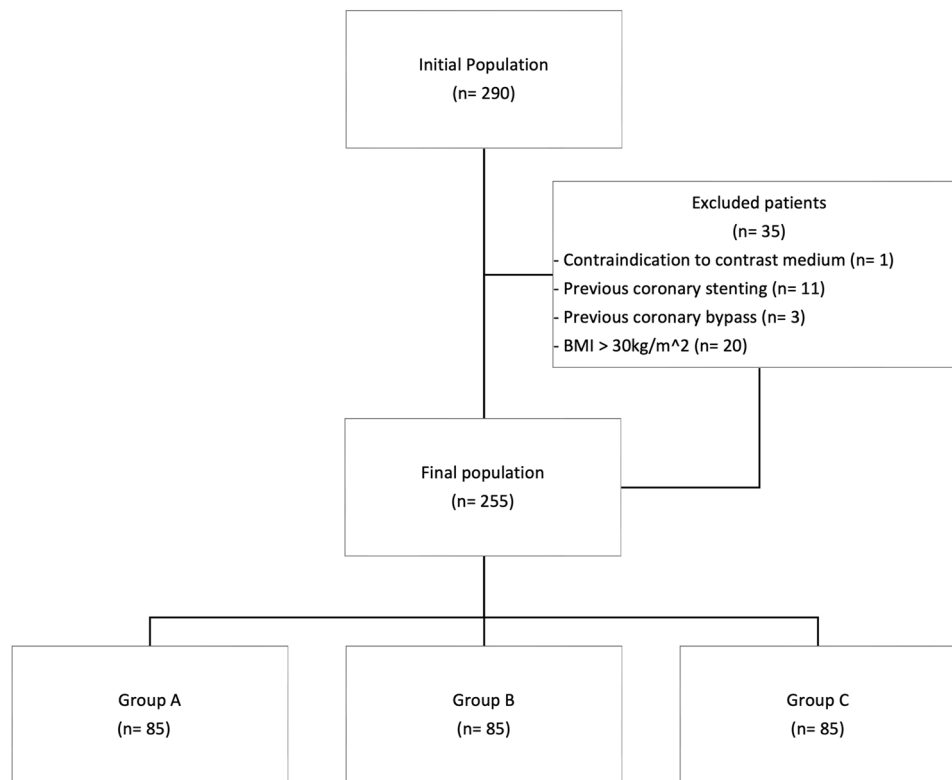 Initial Population
(n= 290)
Excluded patients
(n= 35)
- Contraindication to contrast medium (n= 1)
- Previous coronary stenting (n= 11)
- Previous coronary bypass (n= 3)
- BMI > 30kg/m^2 (n= 20)
Final population
(n= 255)
Group A
(n= 85)
Group B
(n= 85)
Group C
(n= 85)